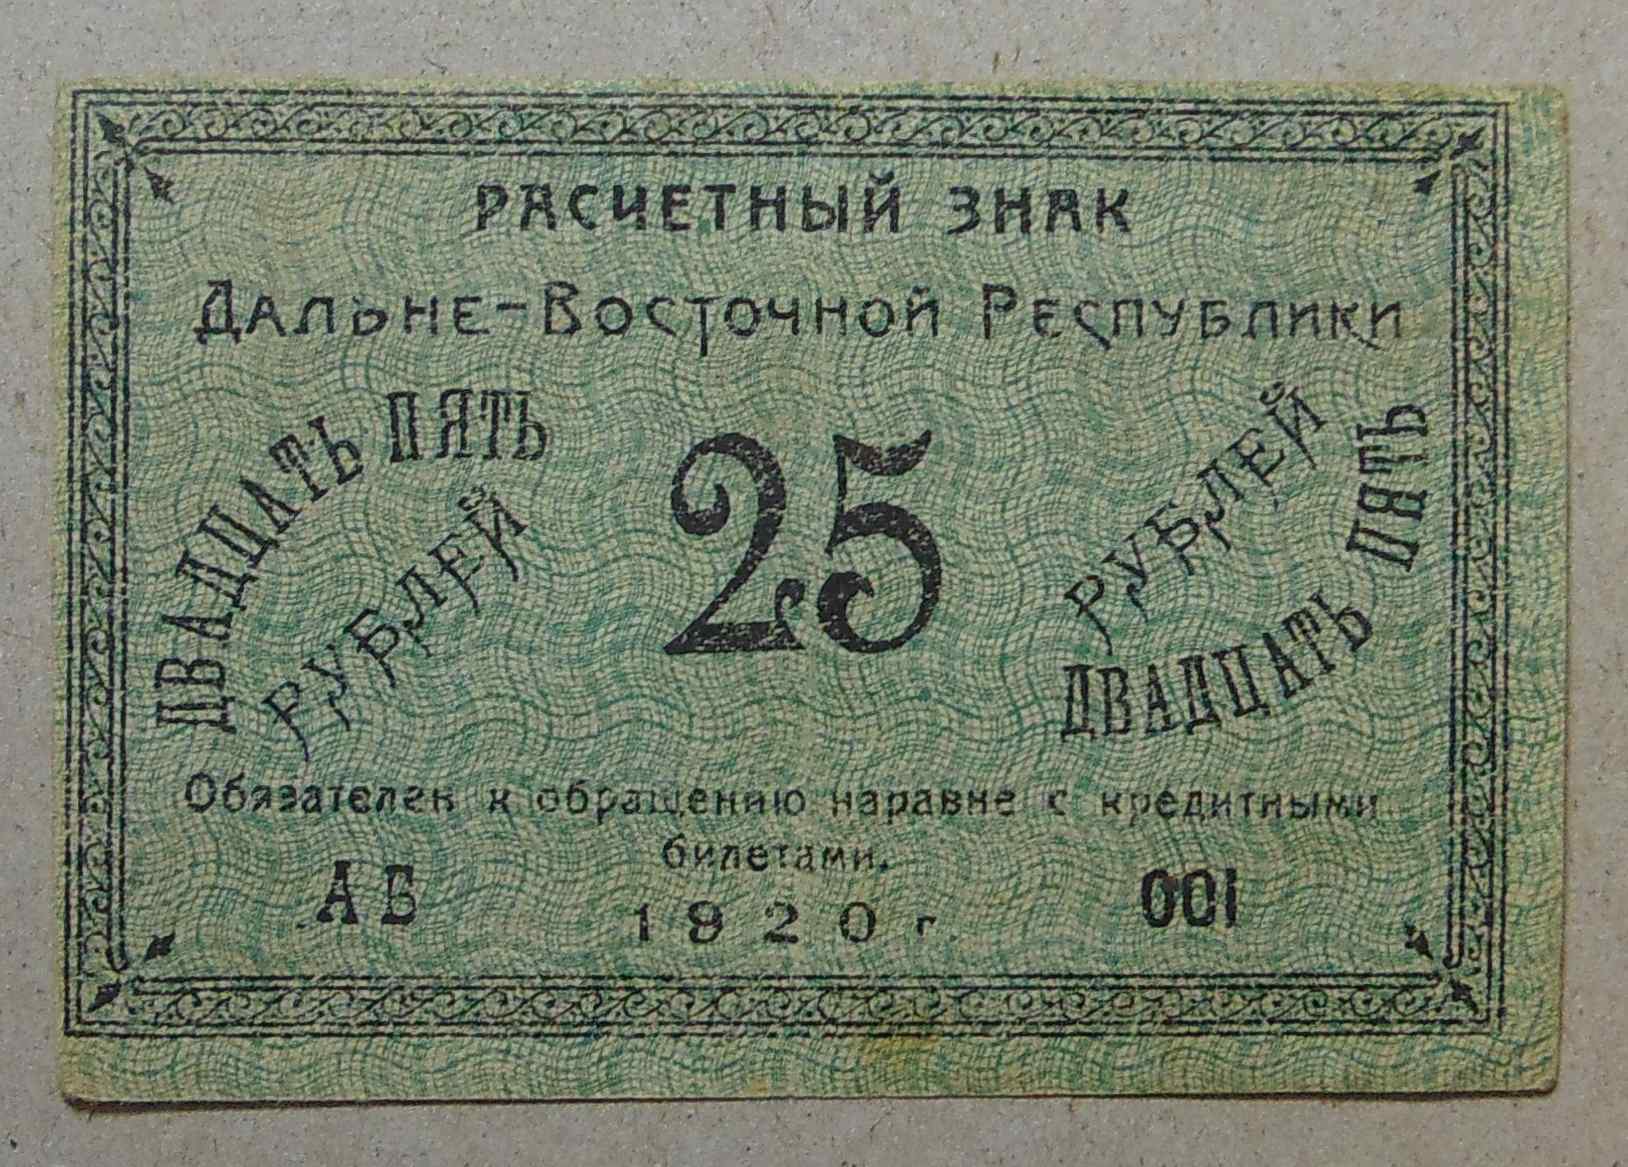 РАСЧЕТНЫЙ ЗНАК
ДАЛЬНЕ-ВОСТОЧНОЙ РЕСПУБЛИКИ
ДВАДЦАТЬ ПЯТЬ
РУБЛЕЙ
25
РУБЛЕЙ
ДВАДЦАТЬ ПЯТЬ
Обязателен к обращению наравне с кредитными
билетами.
АБ
1920 г.
001